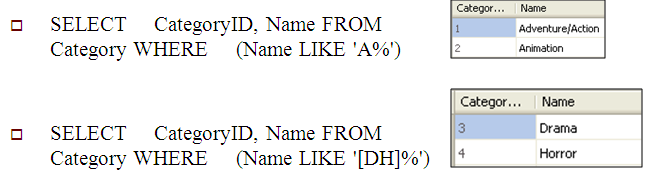 SELECT CategoryID, Name FROM
Category WHERE (Name LIKE 'A%')
Categor... Name
1 Adventure/Action
2 Animation
SELECT CategoryID, Name FROM
Category WHERE (Name LIKE '[DH]%')
Categor... Name
3 Drama
4 Horror